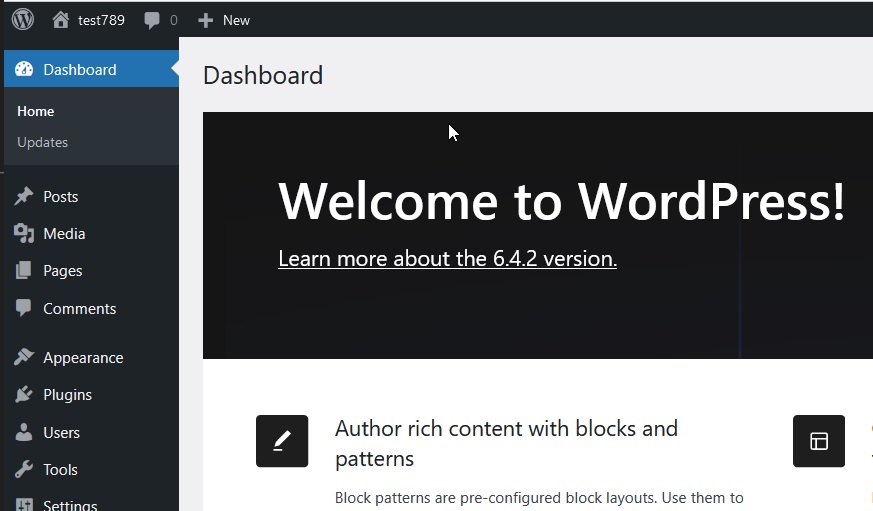 test789 0 New
Dashboard
Home
Updates
Posts
Media
Pages
Comments
Appearance
Plugins
Users
Tools
Settings
Dashboard
Welcome to WordPress!
Learn more about the 6.4.2 version.
Author rich content with blocks and
patterns
Block patterns are pre-configured block layouts. Use them to